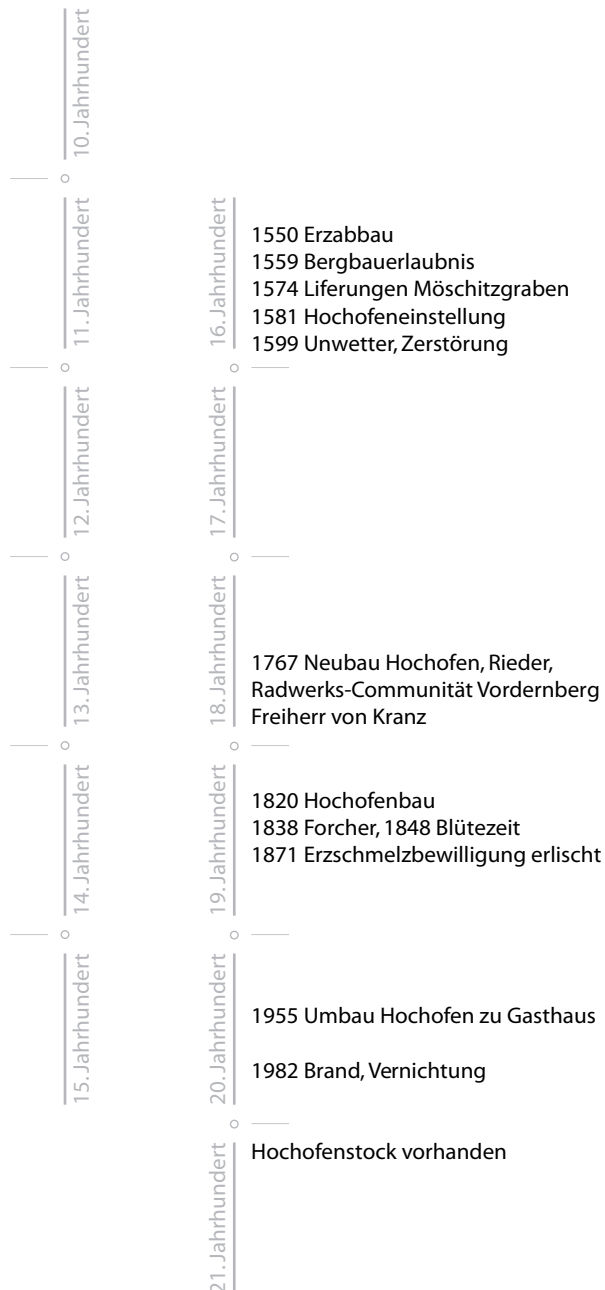 10. Jahrhundert
11. Jahrhundert
12. Jahrhundert
13. Jahrhundert
14. Jahrhundert
15. Jahrhundert
16. Jahrhundert
1550 Erzabbau
1559 Bergbauerlaubnis
1574 Liferungen Möschitzgraben
1581 Hochofeneinstellung
1599 Unwetter, Zerstörung
17. Jahrhundert
18. Jahrhundert
1767 Neubau Hochofen, Rieder,
Radwerks-Communität Vordernberg
Freiherr von Kranz
19. Jahrhundert
1820 Hochofenbau
1838 Forcher, 1848 Blütezeit
1871 Erzschmelzbewilligung erlischt
20. Jahrhundert
1955 Umbau Hochofen zu Gasthaus
1982 Brand, Vernichtung
21. Jahrhundert
Hochofenstock vorhanden